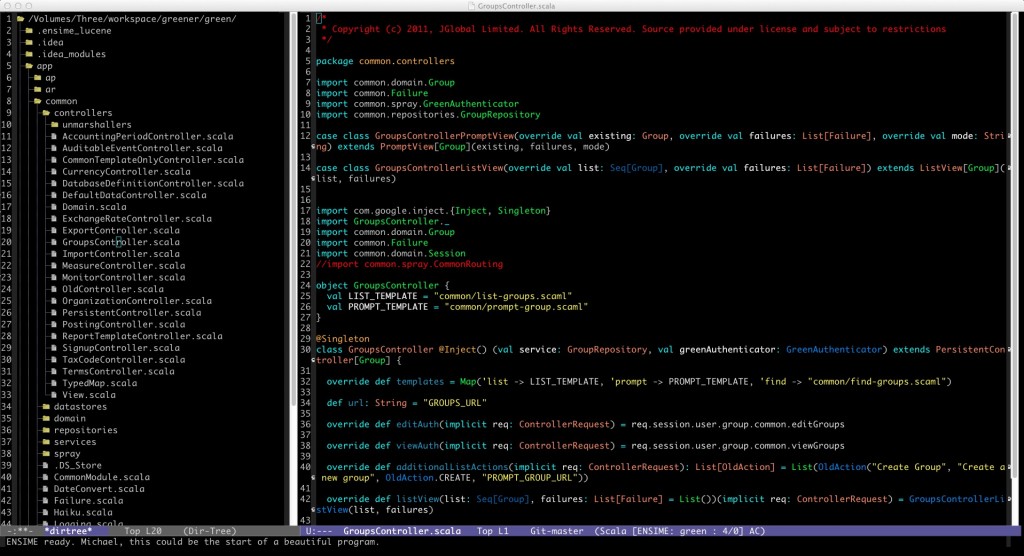 GroupsController.scala
1 /Volumes/Three/workspace/greener/green/
2 .ensime_lucene
3 .idea
4 .idea_modules
5 app
6 ap
7 ar
8 common
9 controllers
10 unmarshallers
11 AccountingPeriodController.scala
12 AuditableEventController.scala
13 CommonTemplateOnlyController.scala
14 CurrencyController.scala
15 DatabaseDefinitionController.scala
16 DefaultDataController.scala
17 Domain.scala
18 ExchangeRateController.scala
19 ExportController.scala
20 GroupsController.scala
21 ImportController.scala
22 MeasureController.scala
23 MonitorController.scala
24 OldController.scala
25 OrganizationController.scala
26 PersistentController.scala
27 PostingController.scala
28 ReportTemplateController.scala
29 SignupController.scala
30 TaxCodeController.scala
31 TermsController.scala
32 TypedMap.scala
33 View.scala
34 datastores
35 domain
36 repositories
37 services
38 spray
39 .DS_Store
40 CommonModule.scala
41 DateConvert.scala
42 Failure.scala
43 Haiku.scala
44 Logging.scala
-:**- *dirtree* Top L20 (Dir-Tree)
1 /*
2 * Copyright (c) 2011, JGlobal Limited. All Rights Reserved. Source provided under license and subject to restrictions
3 */
4
5 package common.controllers
6
7 import common.domain.Group
8 import common.Failure
9 import common.spray.GreenAuthenticator
10 import common.repositories.GroupRepository
11
12 case class GroupsControllerPromptView(override val existing: Group, override val failures: List[Failure], override val mode: Stri
ng) extends PromptView[Group](existing, failures, mode)
13
14 case class GroupsControllerListView(override val list: Seq[Group], override val failures: List[Failure]) extends ListView[Group](
list, failures)
15
16
17 import com.google.inject.{Inject, Singleton}
18 import GroupsController._
19 import common.domain.Group
20 import common.Failure
21 import common.domain.Session
22 //import common.spray.CommonRouting
23
24 object GroupsController {
25 val LIST_TEMPLATE = "common/list-groups.scaml"
26 val PROMPT_TEMPLATE = "common/prompt-group.scaml"
27 }
28
29 @Singleton
30 class GroupsController @Inject() (val service: GroupRepository, val greenAuthenticator: GreenAuthenticator) extends PersistentCon
troller[Group] {
31
32 override def templates = Map('list -> LIST_TEMPLATE, 'prompt -> PROMPT_TEMPLATE, 'find -> "common/find-groups.scaml")
33
34 def url: String = "GROUPS_URL"
35
36 override def editAuth(implicit req: ControllerRequest) = req.session.user.group.common.editGroups
37
38 override def viewAuth(implicit req: ControllerRequest) = req.session.user.group.common.viewGroups
39
40 override def additionalListActions(implicit req: ControllerRequest): List[OldAction] = List(OldAction("Create Group", "Create a
new group", OldAction.CREATE, "PROMPT_GROUP_URL"))
41
42 override def listView(list: Seq[Group], failures: List[Failure] = List())(implicit req: ControllerRequest) = GroupsControllerLi
stView(list, failures)
43
U:--- GroupsController.scala Top L1 Git-master (Scala [ENSIME: green : 4/0] AC)
ENSIME ready. Michael, this could be the start of a beautiful program.